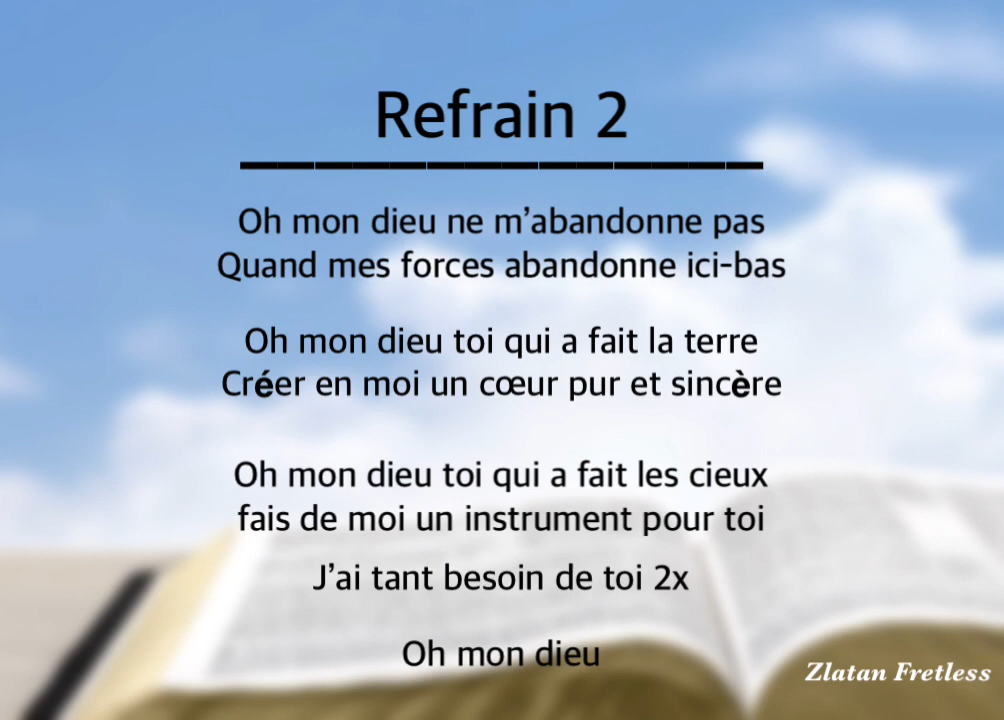 Refrain 2
Oh mon dieu ne m’abandonne pas
Quand mes forces abandonne ici-bas
Oh mon dieu toi qui a fait la terre
Créer en moi un cœur pur et sincère
Oh mon dieu toi qui a fait les cieux
fais de moi un instrument pour toi
J’ai tant besoin de toi 2x
Oh mon dieu
Zlatan Fretless